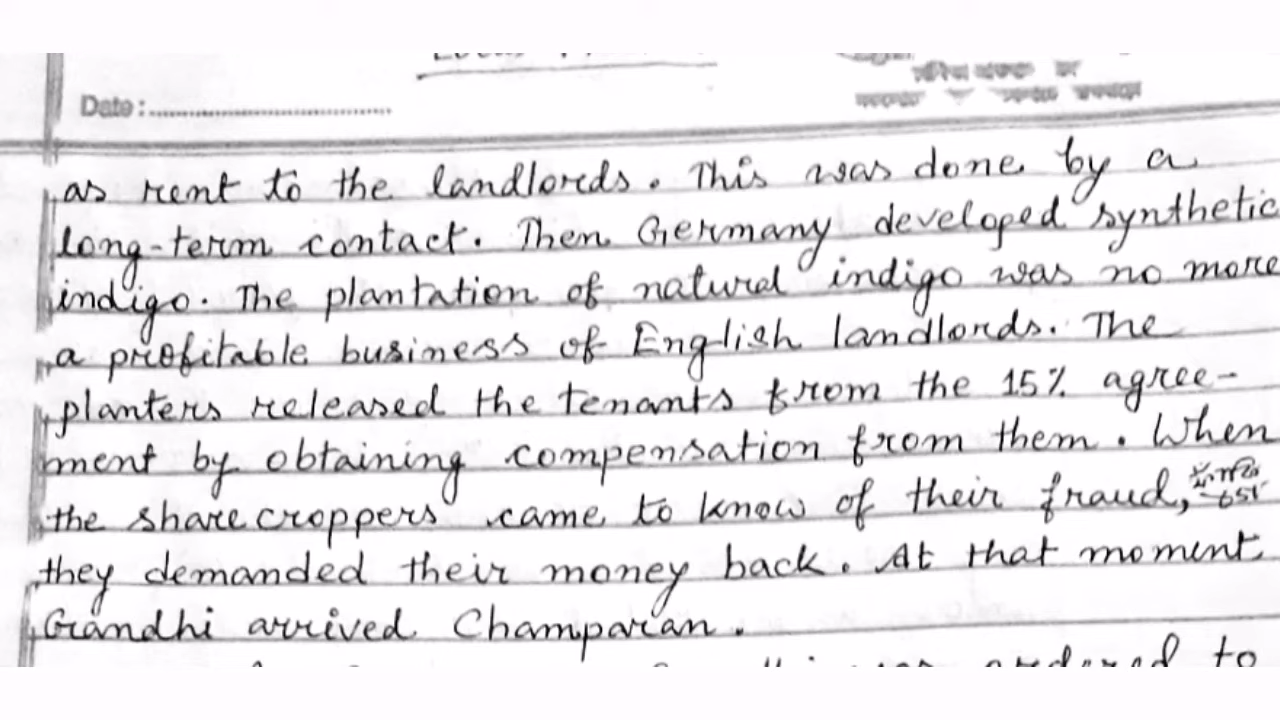 Date:
as rent to the landlords. This was done by a
long-term contact. Then Germany developed synthetic
indigo. The plantation of natural indigo was no more
a profitable business of English landlords. The
planters released the tenants from the 15% agree-
ment by obtaining compensation from them. When
the sharecroppers came to know of their fraud,
they demanded their money back. At that moment
Gandhi arrived Champaran.
ordered to